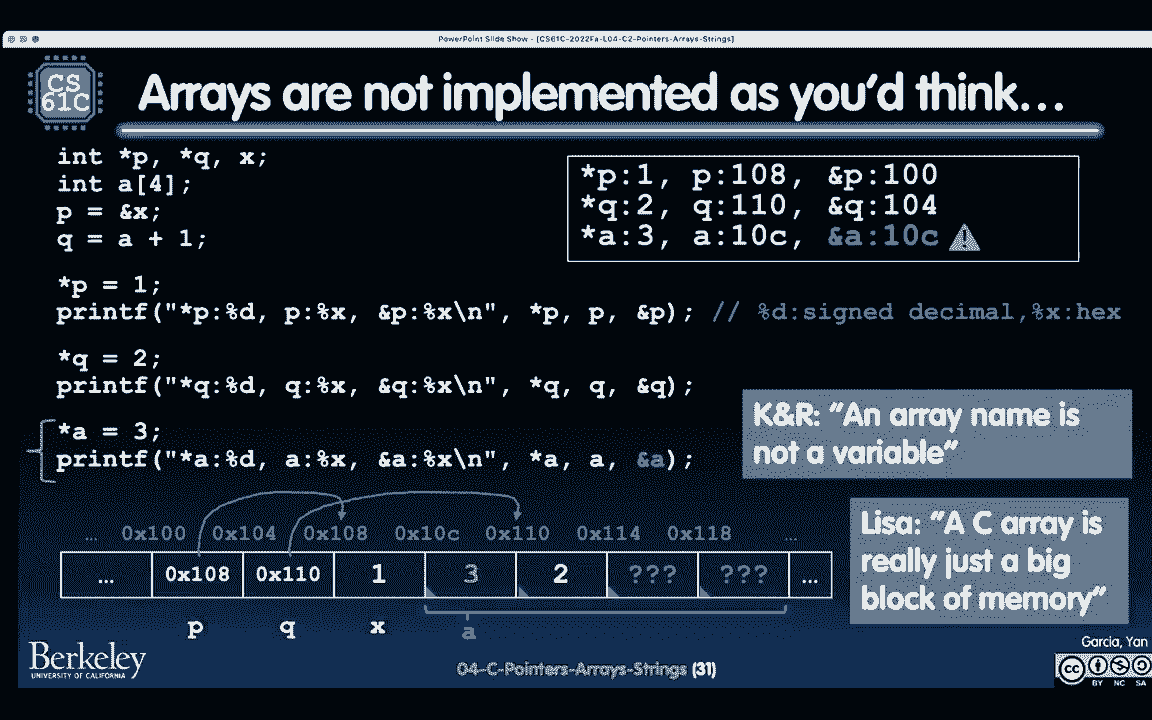 PowerPoint Slide Show - [CS61C-2022Fa-L04-C2-Pointers-Arrays-Strings]
CS
61C
Arrays are not implemented as you'd think...
int *p, *q, x;
int a[4];
p = &x;
q = a + 1;
*p:1, p:108, &p:100
*q:2, q:110, &q:104
*a:3, a:10c, &a:10c
*p = 1;
printf("*p:%d, p:%x, &p:%x\n", *p, p, &p); // %d:signed decimal,%x:hex
*q = 2;
printf("*q:%d, q:%x, &q:%x\n", *q, q, &q);
*a = 3;
printf("*a:%d, a:%x, &a:%x\n", *a, a, &a);
K&R: "An array name is
not a variable"
Lisa: "A C array is
really just a big
block of memory"
... 0x100 0x104 0x108 0x10c 0x110 0x114 0x118 ...
... 0x108 0x110 1 3 2 ??? ??? ...
p q x a
Berkeley
UNIVERSITY OF CALIFORNIA
04-C-Pointers-Arrays-Strings (31)
Garcia, Yan
cc
BY NC SA